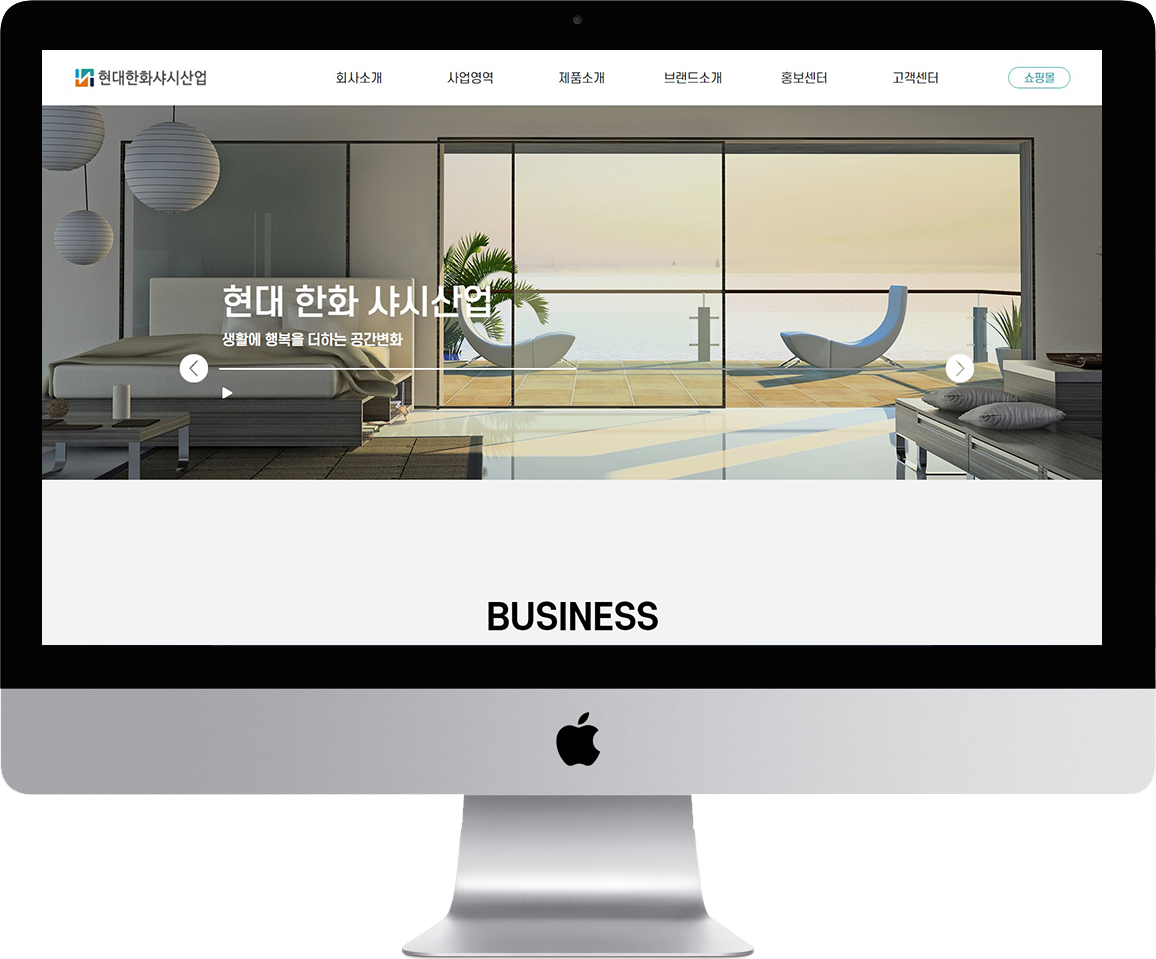 현대한화샤시산업
회사소개
사업영역
제품소개
브랜드소개
홍보센터
고객센터
쇼핑몰
현대 한화 샤시산업
생활에 행복을 더하는 공간변화
BUSINESS